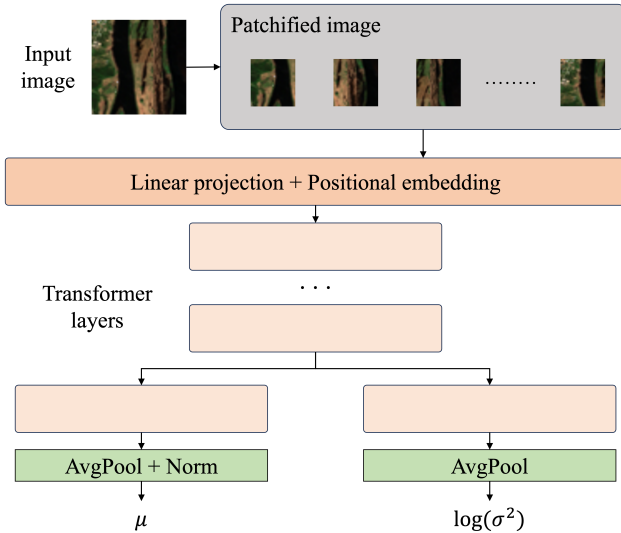 Input
image
Patchified image
........
Linear projection + Positional embedding
. . .
Transformer
layers
AvgPool + Norm
AvgPool
μ
log(σ²)